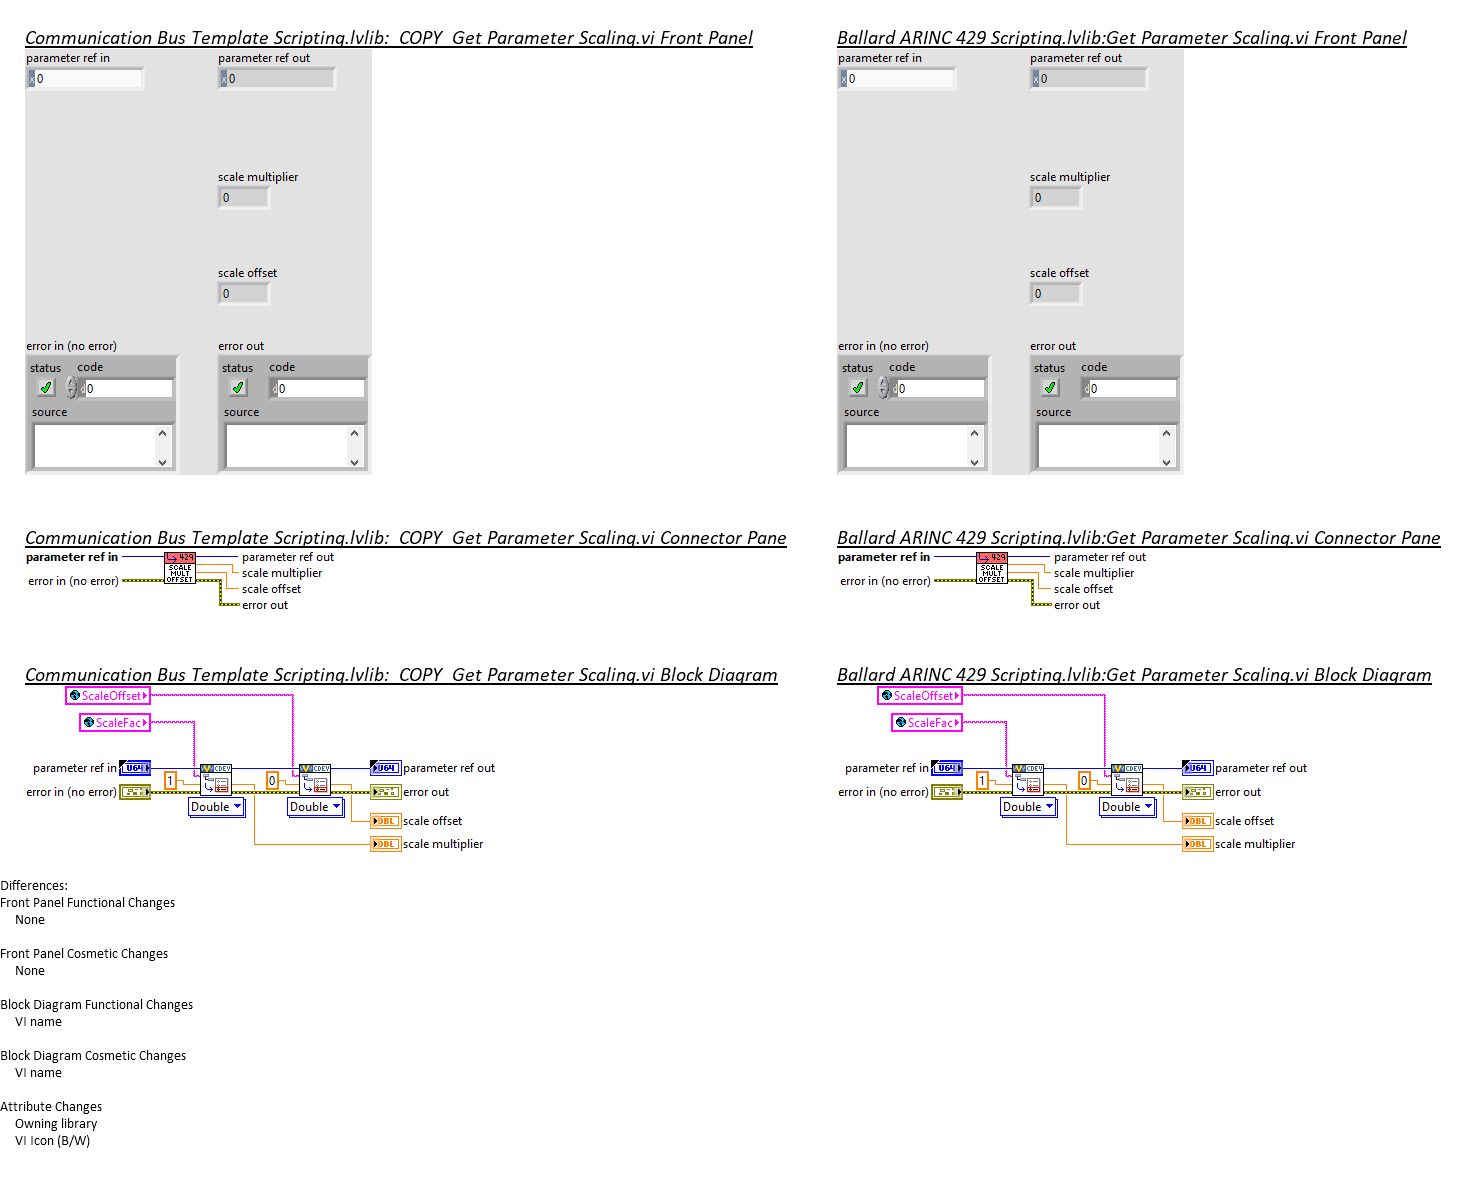 Communication Bus Template Scripting.lvlib:  COPY  Get Parameter Scaling.vi Front Panel
parameter ref in
parameter ref out
x 0
x 0
scale multiplier
0
scale offset
0
error in (no error)
error out
status
code
status
code
d 0
d 0
source
source
Ballard ARINC 429 Scripting.lvlib:Get Parameter Scaling.vi Front Panel
parameter ref in
parameter ref out
x 0
x 0
scale multiplier
0
scale offset
0
error in (no error)
error out
status
code
status
code
d 0
d 0
source
source
Communication Bus Template Scripting.lvlib:  COPY  Get Parameter Scaling.vi Connector Pane
parameter ref in
429
parameter ref out
SCALE
MULT
OFFSET
scale multiplier
error in (no error)
scale offset
error out
Ballard ARINC 429 Scripting.lvlib:Get Parameter Scaling.vi Connector Pane
parameter ref in
429
parameter ref out
SCALE
MULT
OFFSET
scale multiplier
error in (no error)
scale offset
error out
Communication Bus Template Scripting.lvlib:  COPY  Get Parameter Scaling.vi Block Diagram
ScaleOffset
ScaleFac
parameter ref in
U64
CDEV
CDEV
U64
parameter ref out
1
0
error in (no error)
error out
Double
Double
DBL
scale offset
DBL
scale multiplier
Ballard ARINC 429 Scripting.lvlib:Get Parameter Scaling.vi Block Diagram
ScaleOffset
ScaleFac
parameter ref in
U64
CDEV
CDEV
U64
parameter ref out
1
0
error in (no error)
error out
Double
Double
DBL
scale offset
DBL
scale multiplier
Differences:
Front Panel Functional Changes
None
Front Panel Cosmetic Changes
None
Block Diagram Functional Changes
VI name
Block Diagram Cosmetic Changes
VI name
Attribute Changes
Owning library
VI Icon (B/W)